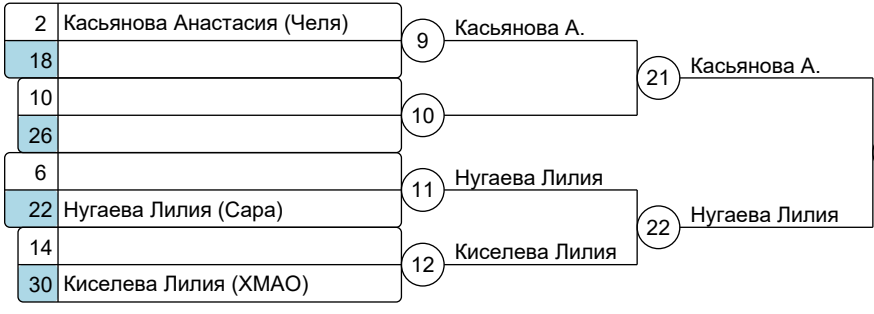 2 Касьянова Анастасия (Челя)
18
10
26
6
22 Нугаева Лилия (Сара)
14
30 Киселева Лилия (ХМАО)
9 Касьянова А.
10
11 Нугаева Лилия
12 Киселева Лилия
21 Касьянова А.
22 Нугаева Лилия